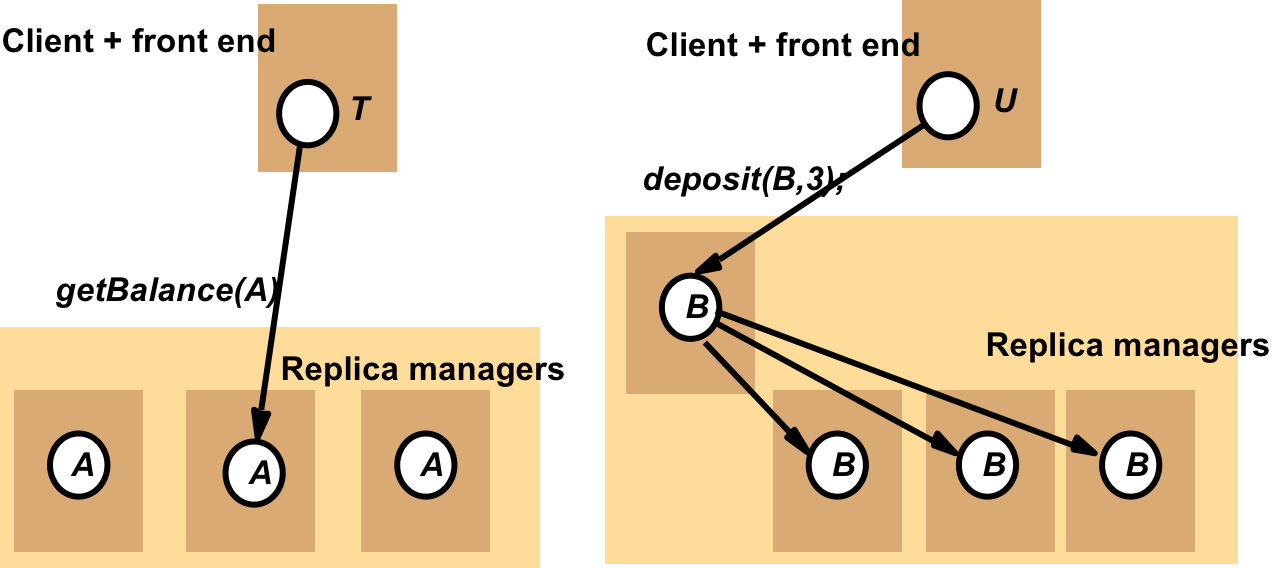 Client + front end
T
getBalance(A)
Replica managers
A
A
A
Client + front end
U
deposit(B,3);
B
Replica managers
B
B
B